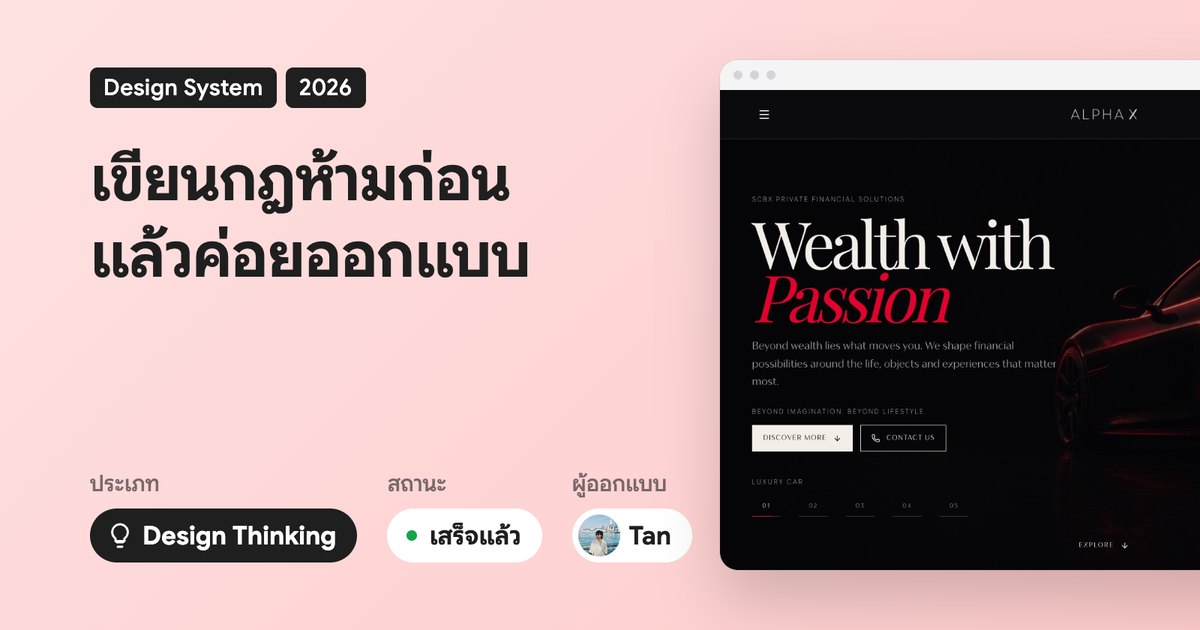 Design System
2026
เขียนกฎห้ามก่อน
แล้วค่อยออกแบบ
ประเภท
Design Thinking
สถานะ
เสร็จแล้ว
ผู้ออกแบบ
Tan
ALPHA X
SCBX PRIVATE FINANCIAL SOLUTIONS
Wealth with
Passion
Beyond wealth lies what moves you. We shape financial
possibilities around the life, objects and experiences that matter
most.
BEYOND IMAGINATION. BEYOND LIFESTYLE.
DISCOVER MORE
CONTACT US
LUXURY CAR
01 02 03 04 05
EXPLORE